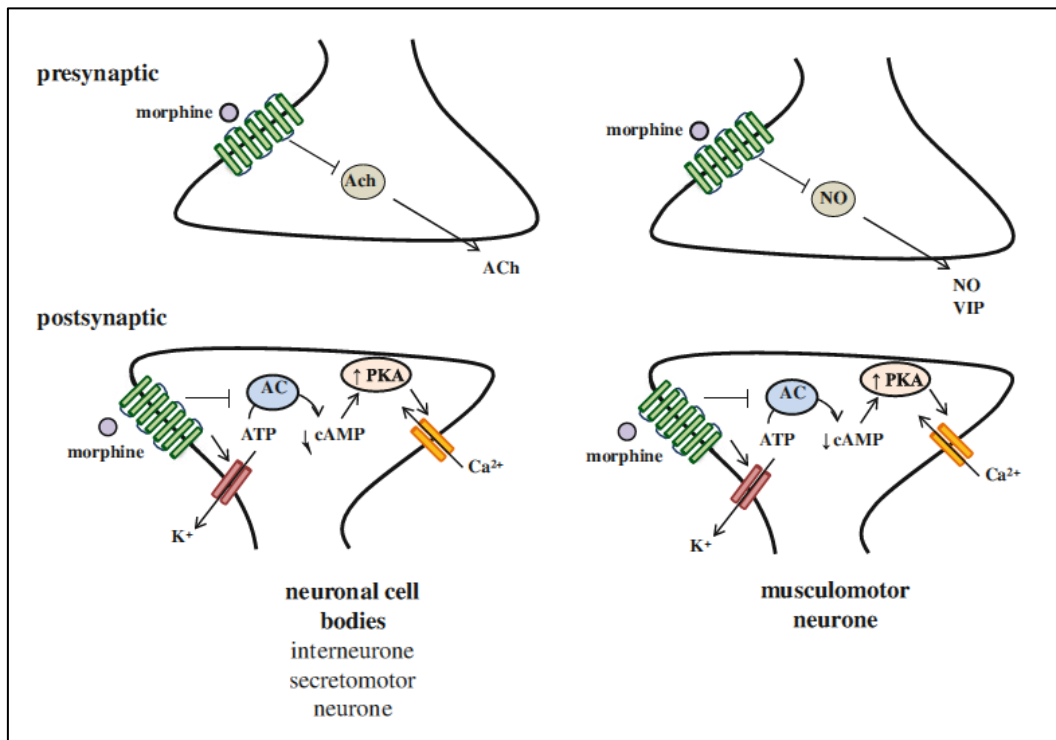 presynaptic
morphine
Ach
ACh
morphine
NO
NO
VIP
postsynaptic
morphine
AC
ATP
↓ cAMP
↑ PKA
Ca²⁺
K⁺
neuronal cell
bodies
interneurone
secretomotor
neurone
morphine
AC
ATP
↓ cAMP
↑ PKA
Ca²⁺
K⁺
musculomotor
neurone